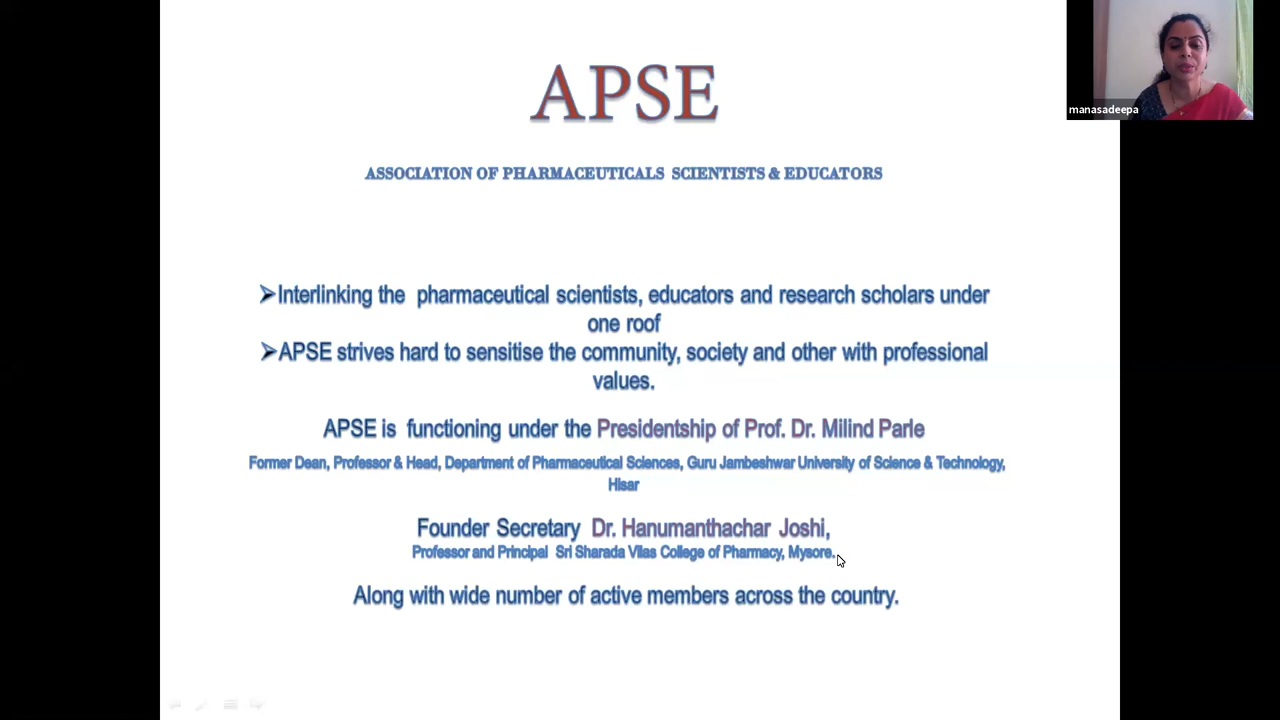 APSE
manasadeepa
ASSOCIATION OF PHARMACEUTICALS SCIENTISTS & EDUCATORS
➢Interlinking the pharmaceutical scientists, educators and research scholars under
one roof
➢APSE strives hard to sensitise the community, society and other with professional
values.
APSE is functioning under the Presidentship of Prof. Dr. Milind Parle
Former Dean, Professor & Head, Department of Pharmaceutical Sciences, Guru Jambeshwar University of Science & Technology,
Hisar
Founder Secretary Dr. Hanumanthachar Joshi,
Professor and Principal Sri Sharada Vilas College of Pharmacy, Mysore.
Along with wide number of active members across the country.